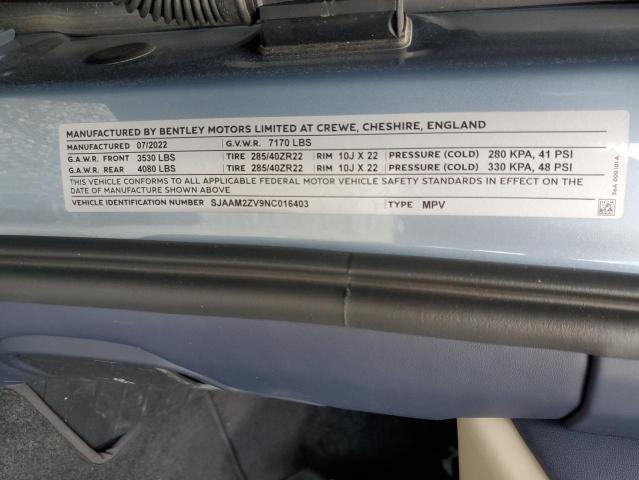 MANUFACTURED BY BENTLEY MOTORS LIMITED AT CREWE, CHESHIRE, ENGLAND
MANUFACTURED 07/2022 G.V.W.R. 7170 LBS
G.A.W.R. FRONT 3530 LBS TIRE 285/40ZR22 RIM 10J X 22 PRESSURE (COLD) 280 KPA, 41 PSI
G.A.W.R. REAR 4080 LBS TIRE 285/40ZR22 RIM 10J X 22 PRESSURE (COLD) 330 KPA, 48 PSI
THIS VEHICLE CONFORMS TO ALL APPLICABLE FEDERAL MOTOR VEHICLE SAFETY STANDARDS IN EFFECT ON THE
DATE OF MANUFACTURE SHOWN ABOVE
VEHICLE IDENTIFICATION NUMBER SJAAM2ZV9NC016403 TYPE MPV